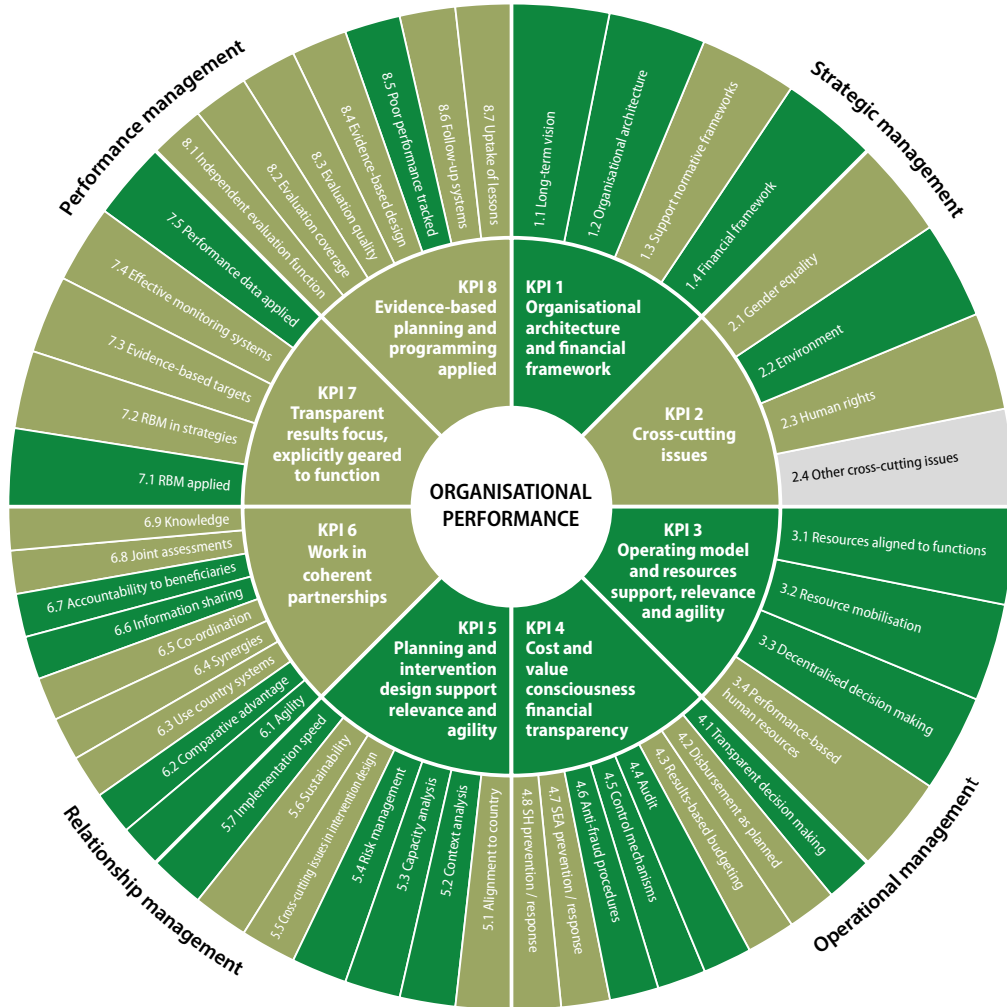 ORGANISATIONAL
PERFORMANCE
Strategic management
KPI 1
Organisational
architecture
and financial
framework
1.1 Long-term vision
1.2 Organisational architecture
1.3 Support normative frameworks
1.4 Financial framework
KPI 2
Cross-cutting
issues
2.1 Gender equality
2.2 Environment
2.3 Human rights
2.4 Other cross-cutting issues
Operational management
KPI 3
Operating model
and resources
support, relevance
and agility
3.1 Resources aligned to functions
3.2 Resource mobilisation
3.3 Decentralised decision making
3.4 Performance-based
human resources
KPI 4
Cost and
value
consciousness
financial
transparency
4.1 Transparent decision making
4.2 Disbursement as planned
4.3 Results-based budgeting
4.4 Audit
4.5 Control mechanisms
4.6 Anti-fraud procedures
4.7 SEA prevention / response
4.8 SH prevention / response
Relationship management
KPI 5
Planning and
intervention
design support
relevance and
agility
5.1 Alignment to country
5.2 Context analysis
5.3 Capacity analysis
5.4 Risk management
5.5 Cross-cutting issues in intervention design
5.6 Sustainability
5.7 Implementation speed
KPI 6
Work in
coherent
partnerships
6.1 Agility
6.2 Comparative advantage
6.3 Use country systems
6.4 Synergies
6.5 Co-ordination
6.6 Information sharing
6.7 Accountability to beneficiaries
6.8 Joint assessments
6.9 Knowledge
Performance management
KPI 7
Transparent
results focus,
explicitly geared
to function
7.1 RBM applied
7.2 RBM in strategies
7.3 Evidence-based targets
7.4 Effective monitoring systems
7.5 Performance data applied
KPI 8
Evidence-based
planning and
programming
applied
8.1 Independent evaluation function
8.2 Evaluation coverage
8.3 Evaluation quality
8.4 Evidence-based design
8.5 Poor performance tracked
8.6 Follow-up systems
8.7 Uptake of lessons